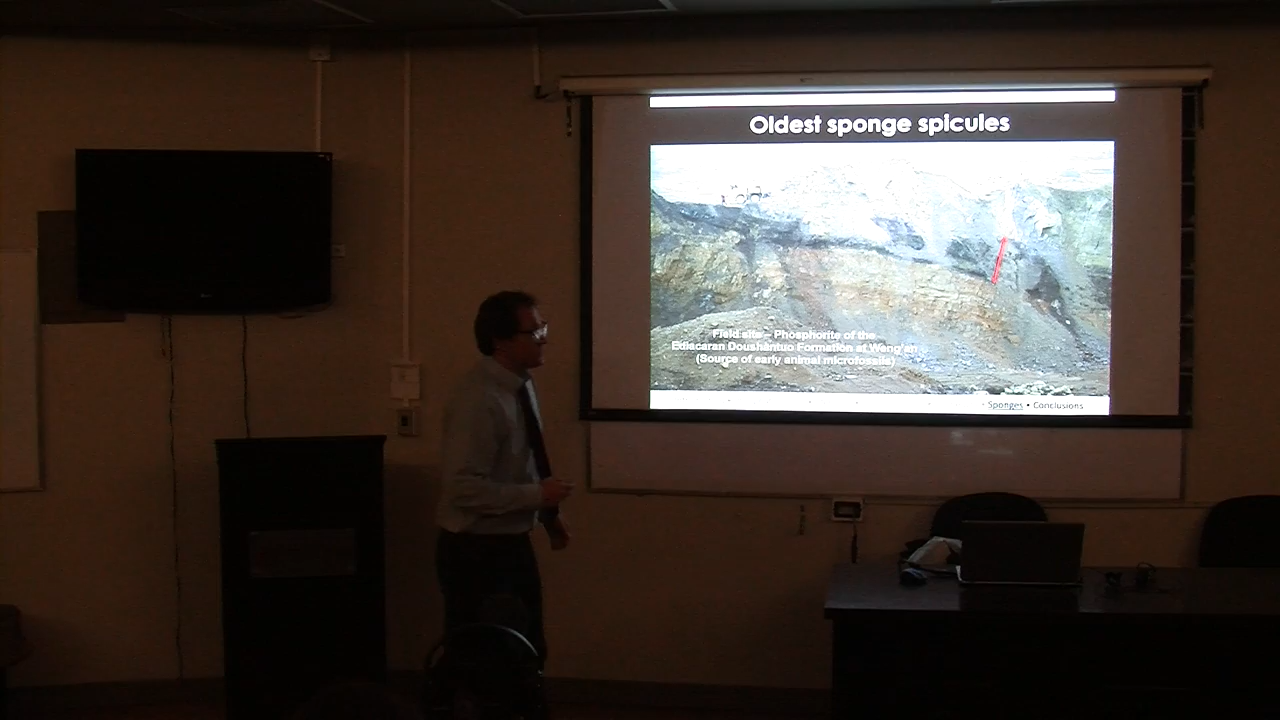 Oldest sponge spicules
Field site – Phosphorite of the
Ediacaran Doushantuo Formation at Weng'an
(Source of early animal microfossils)
Sponges • Conclusions